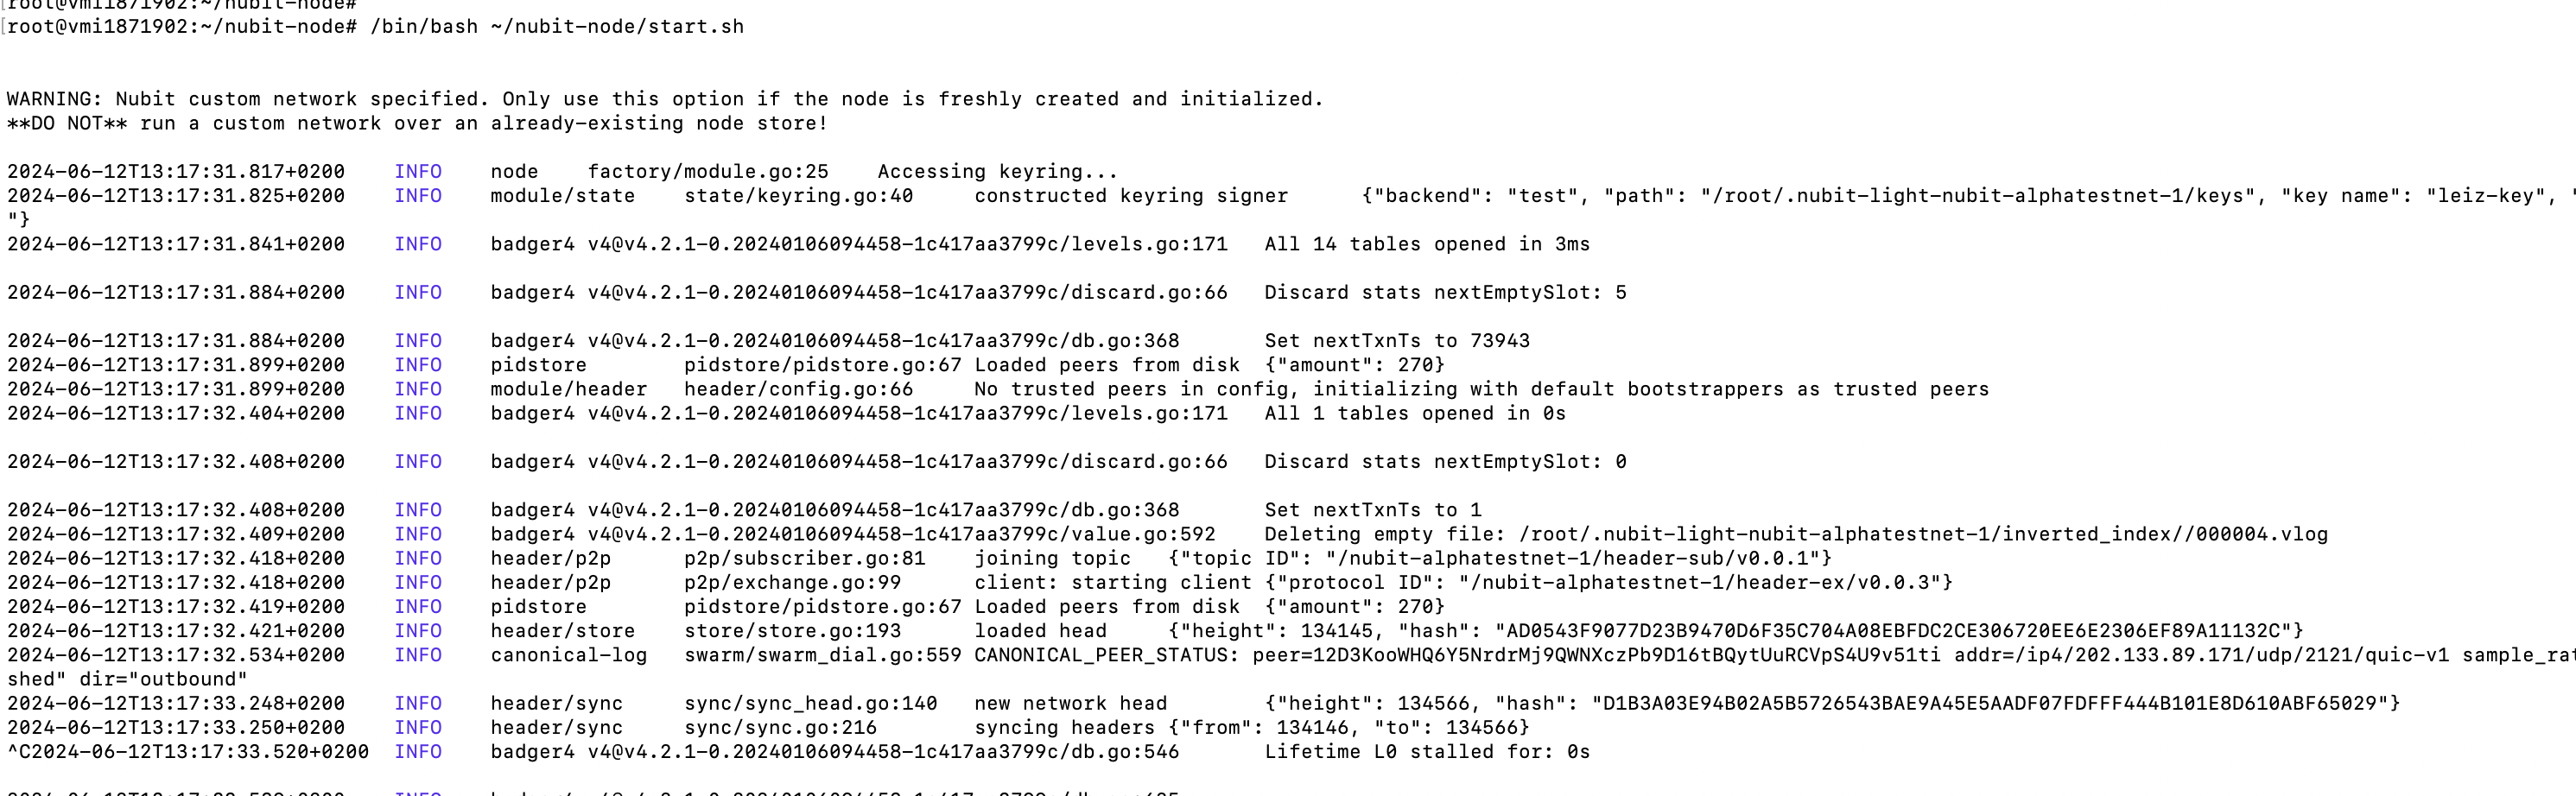 [root@vmi1871902:~/nubit-node#
[root@vmi1871902:~/nubit-node# /bin/bash ~/nubit-node/start.sh
WARNING: Nubit custom network specified. Only use this option if the node is freshly created and initialized.
**DO NOT** run a custom network over an already-existing node store!
2024-06-12T13:17:31.817+0200 INFO node factory/module.go:25 Accessing keyring...
2024-06-12T13:17:31.825+0200 INFO module/state state/keyring.go:40 constructed keyring signer {"backend": "test", "path": "/root/.nubit-light-nubit-alphatestnet-1/keys", "key name": "leiz-key", "
"}
2024-06-12T13:17:31.841+0200 INFO badger4 v4@v4.2.1-0.20240106094458-1c417aa3799c/levels.go:171 All 14 tables opened in 3ms
2024-06-12T13:17:31.884+0200 INFO badger4 v4@v4.2.1-0.20240106094458-1c417aa3799c/discard.go:66 Discard stats nextEmptySlot: 5
2024-06-12T13:17:31.884+0200 INFO badger4 v4@v4.2.1-0.20240106094458-1c417aa3799c/db.go:368 Set nextTxnTs to 73943
2024-06-12T13:17:31.899+0200 INFO pidstore pidstore/pidstore.go:67 Loaded peers from disk {"amount": 270}
2024-06-12T13:17:31.899+0200 INFO module/header header/config.go:66 No trusted peers in config, initializing with default bootstrappers as trusted peers
2024-06-12T13:17:32.404+0200 INFO badger4 v4@v4.2.1-0.20240106094458-1c417aa3799c/levels.go:171 All 1 tables opened in 0s
2024-06-12T13:17:32.408+0200 INFO badger4 v4@v4.2.1-0.20240106094458-1c417aa3799c/discard.go:66 Discard stats nextEmptySlot: 0
2024-06-12T13:17:32.408+0200 INFO badger4 v4@v4.2.1-0.20240106094458-1c417aa3799c/db.go:368 Set nextTxnTs to 1
2024-06-12T13:17:32.409+0200 INFO badger4 v4@v4.2.1-0.20240106094458-1c417aa3799c/value.go:592 Deleting empty file: /root/.nubit-light-nubit-alphatestnet-1/inverted_index//000004.vlog
2024-06-12T13:17:32.418+0200 INFO header/p2p p2p/subscriber.go:81 joining topic {"topic ID": "/nubit-alphatestnet-1/header-sub/v0.0.1"}
2024-06-12T13:17:32.418+0200 INFO header/p2p p2p/exchange.go:99 client: starting client {"protocol ID": "/nubit-alphatestnet-1/header-ex/v0.0.3"}
2024-06-12T13:17:32.419+0200 INFO pidstore pidstore/pidstore.go:67 Loaded peers from disk {"amount": 270}
2024-06-12T13:17:32.421+0200 INFO header/store store/store.go:193 loaded head {"height": 134145, "hash": "AD0543F9077D23B9470D6F35C704A08EBFDC2CE306720EE6E2306EF89A11132C"}
2024-06-12T13:17:32.534+0200 INFO canonical-log swarm/swarm_dial.go:559 CANONICAL_PEER_STATUS: peer=12D3KooWHQ6Y5NrdrMj9QWNXczPb9D16tBQytUuRCVpS4U9v51ti addr=/ip4/202.133.89.171/udp/2121/quic-v1 sample_rat
shed" dir="outbound"
2024-06-12T13:17:33.248+0200 INFO header/sync sync/sync_head.go:140 new network head {"height": 134566, "hash": "D1B3A03E94B02A5B5726543BAE9A45E5AADF07FDFFF444B101E8D610ABF65029"}
2024-06-12T13:17:33.250+0200 INFO header/sync sync/sync.go:216 syncing headers {"from": 134146, "to": 134566}
^C2024-06-12T13:17:33.520+0200 INFO badger4 v4@v4.2.1-0.20240106094458-1c417aa3799c/db.go:546 Lifetime L0 stalled for: 0s